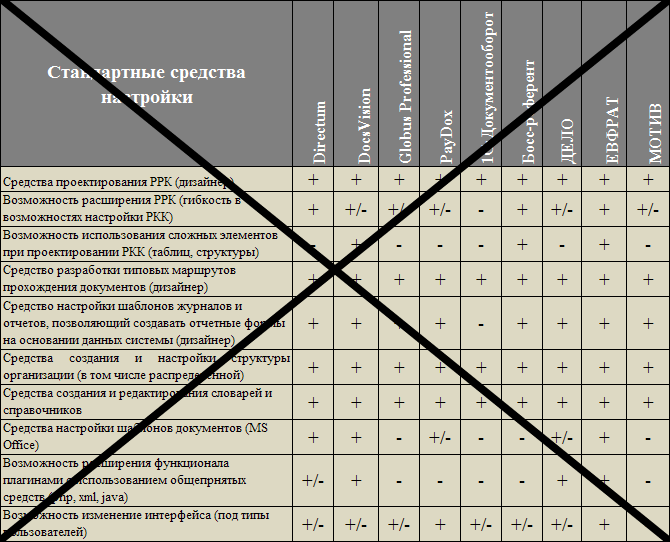 Стандартные средства
настройки
Directum
DocsVision
Globus Professional
PayDox
1С:Документооборот
Босс-референт
ДЕЛО
ЕВФРАТ
МОТИВ
Средства проектирования РРК (дизайнер) + + + + + + + + +
Возможность расширения РРК (гибкость в
возможностях настройки РКК) + +/- +/- +/- - + +/- + +/-
Возможность использования сложных элементов
при проектировании РКК (таблиц, структуры) - + - - - + - + -
Средство разработки типовых маршрутов
прохождения документов (дизайнер) + + + + + + + + +
Средство настройки шаблонов журналов и
отчетов, позволяющий создавать отчетные формы
на основании данных системы (дизайнер) + + + + - + + + +
Средства создания и настройки структуры
организации (в том числе распределенной) + + + + + + + + +
Средства создания и редактирования словарей и
справочников + + + + + + + + +
Средства настройки шаблонов документов (MS
Office) + + - +/- - - +/- + -
Возможность расширения функционала
плагинами с использованием общепрнятых
средств (php, xml, java) +/- + - - - - + + -
Возможность изменение интерфейса (под типы
пользователей) +/- +/- +/- + +/- +/- +/- +